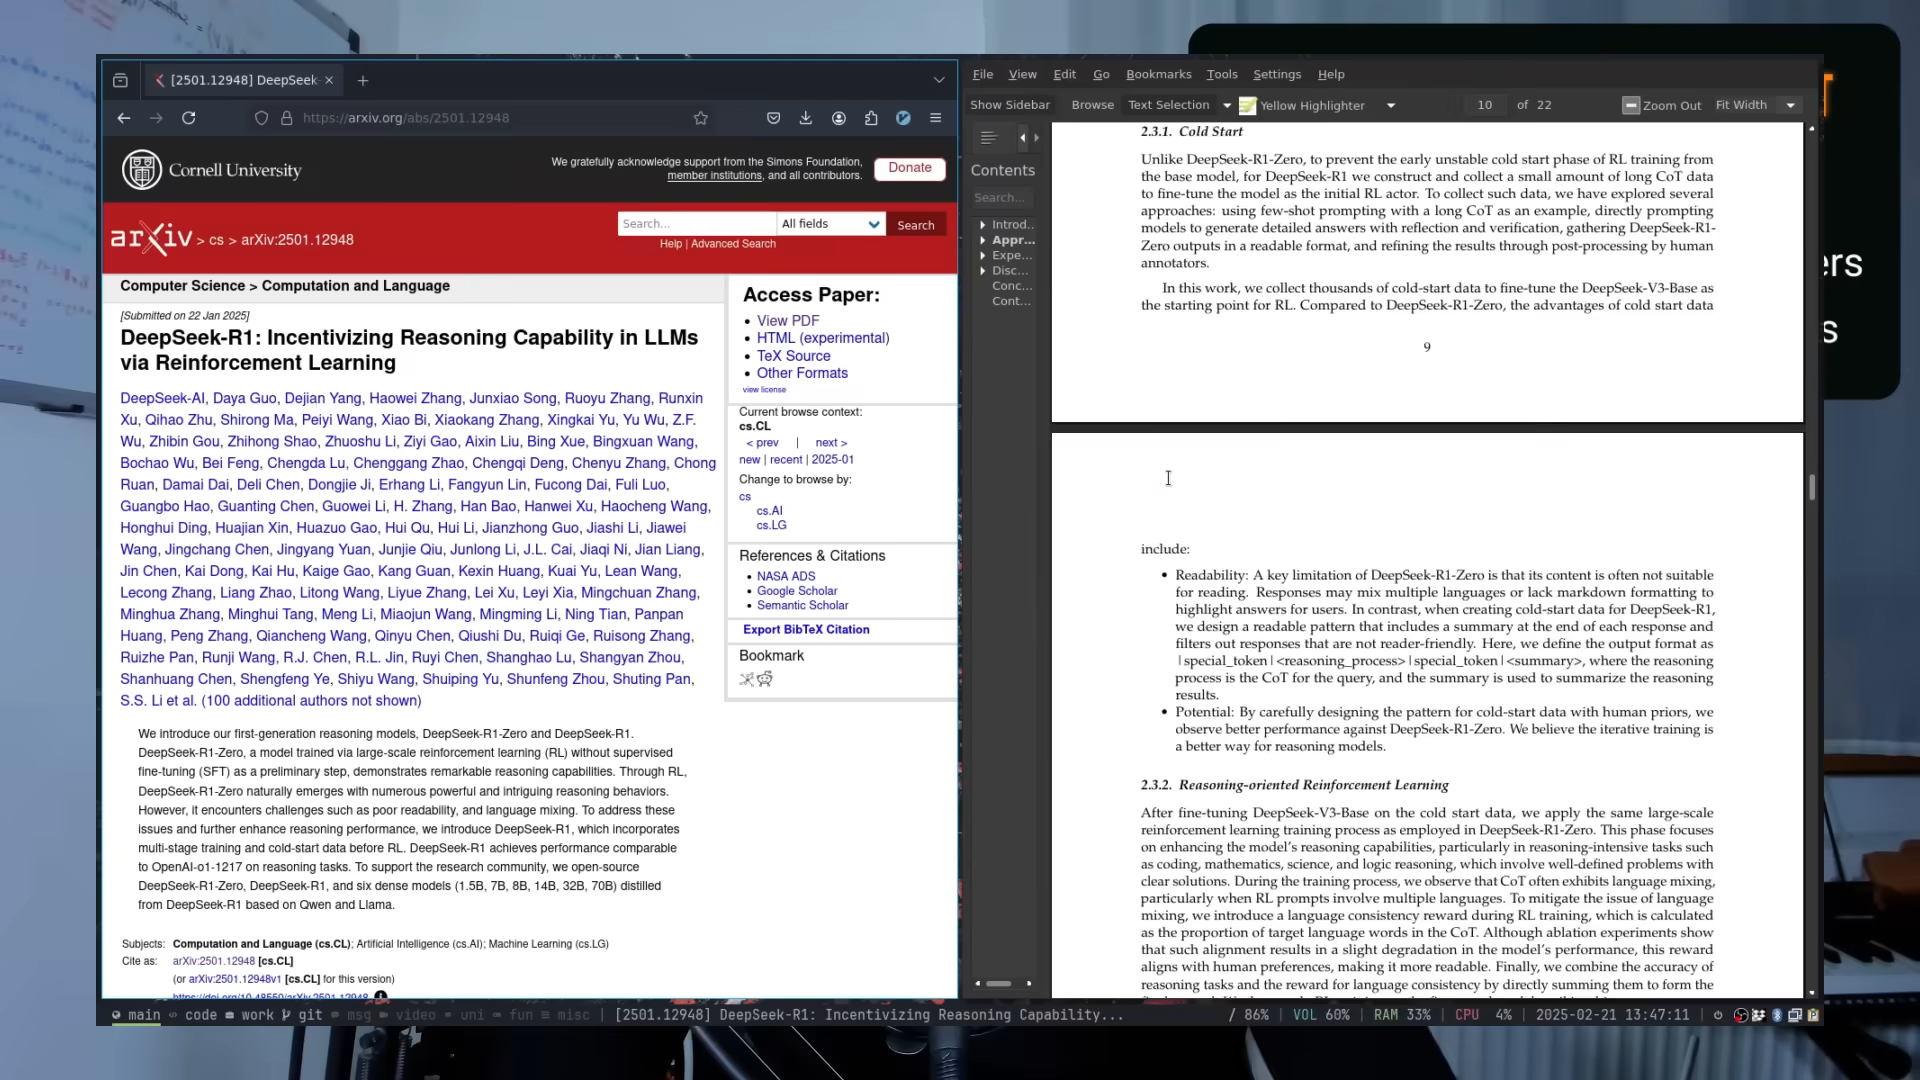 [2501.12948] DeepSeek-
https://arxiv.org/abs/2501.12948
Cornell University
We gratefully acknowledge support from the Simons Foundation,
member institutions, and all contributors.
Donate
arXiv > cs > arXiv:2501.12948
Search...
All fields
Search
Help | Advanced Search
Computer Science > Computation and Language
[Submitted on 22 Jan 2025]
DeepSeek-R1: Incentivizing Reasoning Capability in LLMs
via Reinforcement Learning
DeepSeek-AI, Daya Guo, Dejian Yang, Haowei Zhang, Junxiao Song, Ruoyu Zhang, Runxin
Xu, Qihao Zhu, Shirong Ma, Peiyi Wang, Xiao Bi, Xiaokang Zhang, Xingkai Yu, Yu Wu, Z.F.
Wu, Zhibin Gou, Zhihong Shao, Zhuoshu Li, Ziyi Gao, Aixin Liu, Bing Xue, Bingxuan Wang,
Bochao Wu, Bei Feng, Chengda Lu, Chenggang Zhao, Chengqi Deng, Chenyu Zhang, Chong
Ruan, Damai Dai, Deli Chen, Dongjie Ji, Erhang Li, Fangyun Lin, Fucong Dai, Fuli Luo,
Guangbo Hao, Guanting Chen, Guowei Li, H. Zhang, Han Bao, Hanwei Xu, Haocheng Wang,
Honghui Ding, Huajian Xin, Huazuo Gao, Hui Qu, Hui Li, Jianzhong Guo, Jiashi Li, Jiawei
Wang, Jingchang Chen, Jingyang Yuan, Junjie Qiu, Junlong Li, J.L. Cai, Jiaqi Ni, Jian Liang,
Jin Chen, Kai Dong, Kai Hu, Kaige Gao, Kang Guan, Kexin Huang, Kuai Yu, Lean Wang,
Lecong Zhang, Liang Zhao, Litong Wang, Liyue Zhang, Lei Xu, Leyi Xia, Mingchuan Zhang,
Minghua Zhang, Minghui Tang, Meng Li, Miaojun Wang, Mingming Li, Ning Tian, Panpan
Huang, Peng Zhang, Qiancheng Wang, Qinyu Chen, Qiushi Du, Ruiqi Ge, Ruisong Zhang,
Ruizhe Pan, Runji Wang, R.J. Chen, R.L. Jin, Ruyi Chen, Shanghao Lu, Shangyan Zhou,
Shanhuang Chen, Shengfeng Ye, Shiyu Wang, Shuiping Yu, Shunfeng Zhou, Shuting Pan,
S.S. Li et al. (100 additional authors not shown)
We introduce our first-generation reasoning models, DeepSeek-R1-Zero and DeepSeek-R1.
DeepSeek-R1-Zero, a model trained via large-scale reinforcement learning (RL) without supervised
fine-tuning (SFT) as a preliminary step, demonstrates remarkable reasoning capabilities. Through RL,
DeepSeek-R1-Zero naturally emerges with numerous powerful and intriguing reasoning behaviors.
However, it encounters challenges such as poor readability, and language mixing. To address these
issues and further enhance reasoning performance, we introduce DeepSeek-R1, which incorporates
multi-stage training and cold-start data before RL. DeepSeek-R1 achieves performance comparable
to OpenAI-o1-1217 on reasoning tasks. To support the research community, we open-source
DeepSeek-R1-Zero, DeepSeek-R1, and six dense models (1.5B, 7B, 8B, 14B, 32B, 70B) distilled
from DeepSeek-R1 based on Qwen and Llama.
Subjects: Computation and Language (cs.CL); Artificial Intelligence (cs.AI); Machine Learning (cs.LG)
Cite as: arXiv:2501.12948 [cs.CL]
(or arXiv:2501.12948v1 [cs.CL] for this version)
https://doi.org/10.48550/arXiv.2501.12948
Access Paper:
View PDF
HTML (experimental)
TeX Source
Other Formats
view license
Current browse context:
cs.CL
< prev | next >
new | recent | 2025-01
Change to browse by:
cs
cs.AI
cs.LG
References & Citations
NASA ADS
Google Scholar
Semantic Scholar
Export BibTeX Citation
Bookmark
File View Edit Go Bookmarks Tools Settings Help
Show Sidebar Browse Text Selection Yellow Highlighter 10 of 22 Zoom Out Fit Width
Contents
Search...
Introd...
Appr...
Expe...
Disc...
Conc...
Cont...
2.3.1. Cold Start
Unlike DeepSeek-R1-Zero, to prevent the early unstable cold start phase of RL training from
the base model, for DeepSeek-R1 we construct and collect a small amount of long CoT data
to fine-tune the model as the initial RL actor. To collect such data, we have explored several
approaches: using few-shot prompting with a long CoT as an example, directly prompting
models to generate detailed answers with reflection and verification, gathering DeepSeek-R1-
Zero outputs in a readable format, and refining the results through post-processing by human
annotators.
In this work, we collect thousands of cold-start data to fine-tune the DeepSeek-V3-Base as
the starting point for RL. Compared to DeepSeek-R1-Zero, the advantages of cold start data
9
include:
• Readability: A key limitation of DeepSeek-R1-Zero is that its content is often not suitable
for reading. Responses may mix multiple languages or lack markdown formatting to
highlight answers for users. In contrast, when creating cold-start data for DeepSeek-R1,
we design a readable pattern that includes a summary at the end of each response and
filters out responses that are not reader-friendly. Here, we define the output format as
|special_token|<reasoning_process>|special_token|<summary>, where the reasoning
process is the CoT for the query, and the summary is used to summarize the reasoning
results.
• Potential: By carefully designing the pattern for cold-start data with human priors, we
observe better performance against DeepSeek-R1-Zero. We believe the iterative training is
a better way for reasoning models.
2.3.2. Reasoning-oriented Reinforcement Learning
After fine-tuning DeepSeek-V3-Base on the cold start data, we apply the same large-scale
reinforcement learning training process as employed in DeepSeek-R1-Zero. This phase focuses
on enhancing the model's reasoning capabilities, particularly in reasoning-intensive tasks such
as coding, mathematics, science, and logic reasoning, which involve well-defined problems with
clear solutions. During the training process, we observe that CoT often exhibits language mixing,
particularly when RL prompts involve multiple languages. To mitigate the issue of language
mixing, we introduce a language consistency reward during RL training, which is calculated
as the proportion of target language words in the CoT. Although ablation experiments show
that such alignment results in a slight degradation in the model's performance, this reward
aligns with human preferences, making it more readable. Finally, we combine the accuracy of
reasoning tasks and the reward for language consistency by directly summing them to form the
ers
s
main code work git msg video uni fun misc | [2501.12948] DeepSeek-R1: Incentivizing Reasoning Capability...
/ 86% | VOL 60% | RAM 33% | CPU 4% | 2025-02-21 13:47:11